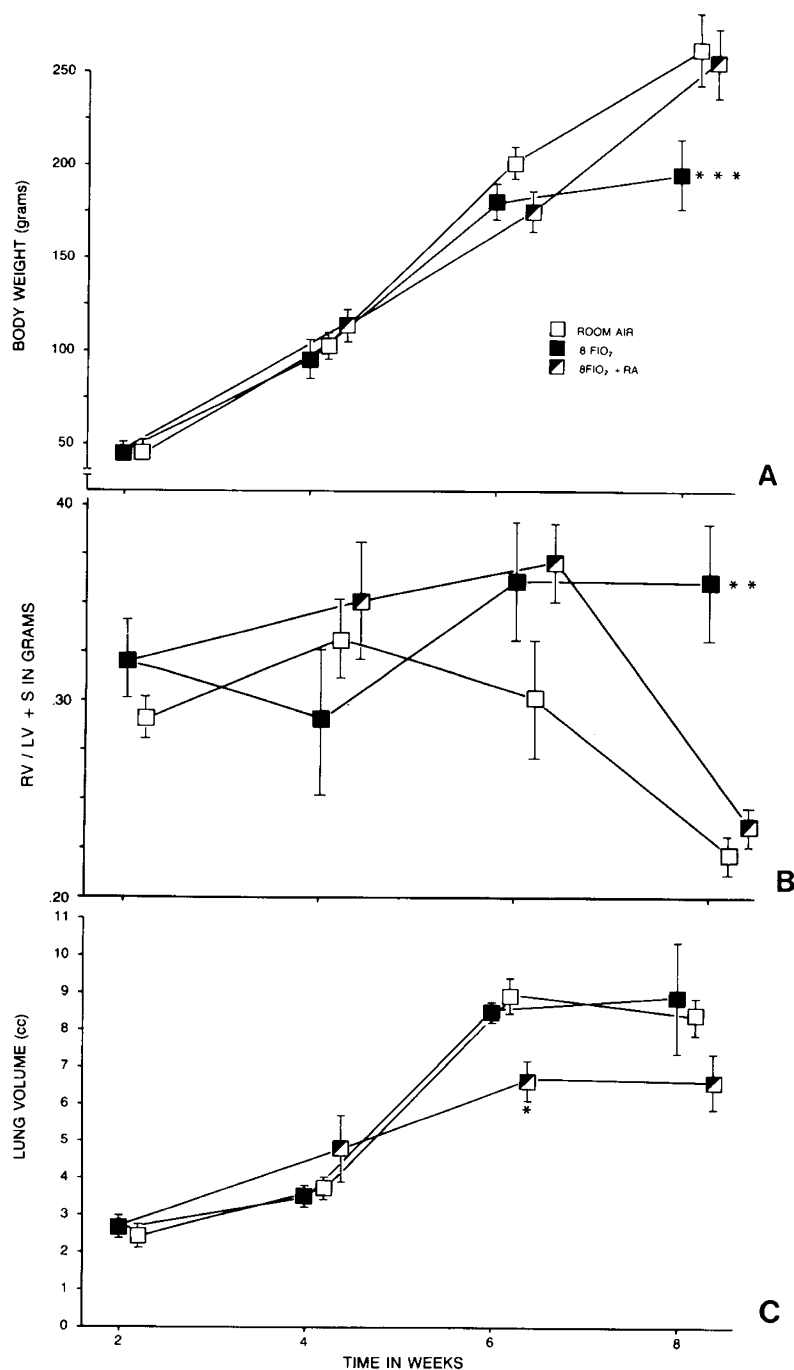 250
200
150
100
50
BODY WEIGHT (grams)
* * *
ROOM AIR
8 FIO₂
8FIO₂ + RA
A
40
.30
.20
RV / LV + S IN GRAMS
* *
B
11
10
9
8
7
6
5
4
3
2
1
0
LUNG VOLUME (cc)
*
C
2 4 6 8
TIME IN WEEKS